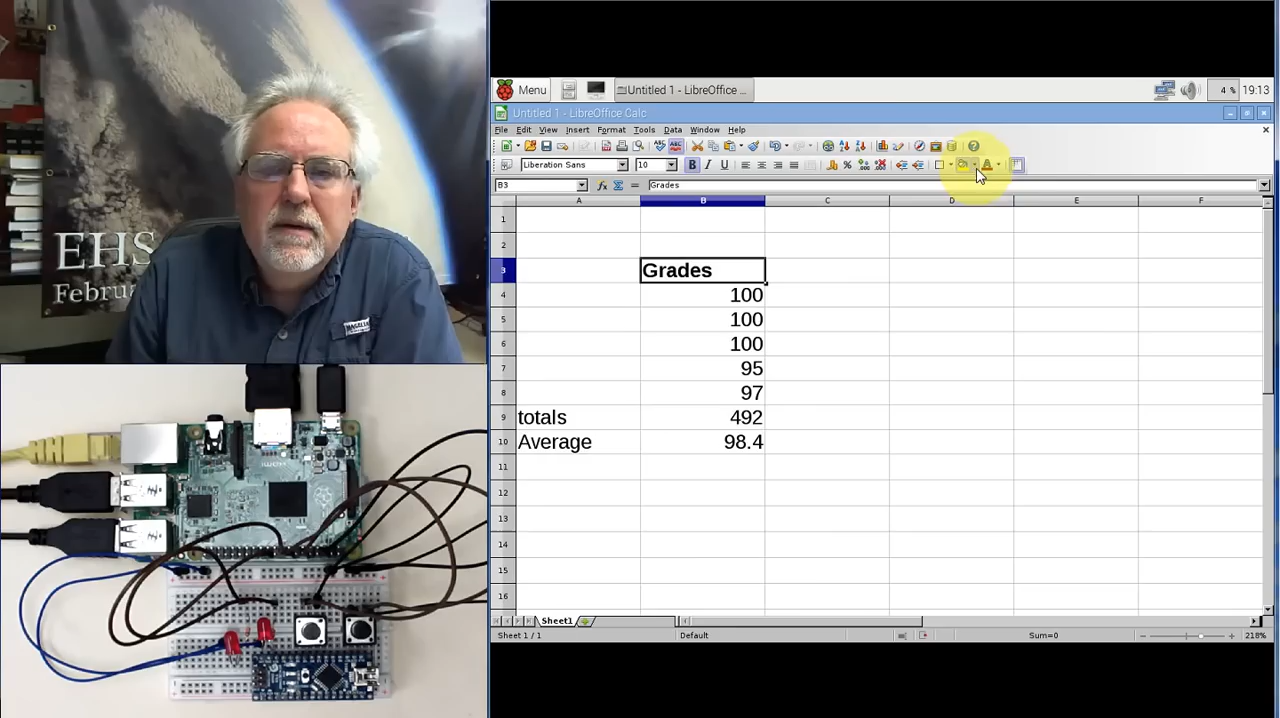 EHS
Februa
MAGELLA
HDMI
Menu
Untitled 1 - LibreOffice ...
4 %
19:13
Untitled 1 - LibreOffice Calc
File Edit View Insert Format Tools Data Window Help
Liberation Sans
10
B3
Grades
A B C D E F
1
2
3 Grades
4 100
5 100
6 100
7 95
8 97
9 totals 492
10 Average 98.4
11
12
13
14
15
16
Sheet1
Sheet 1 / 1
Default
Sum=0
218%